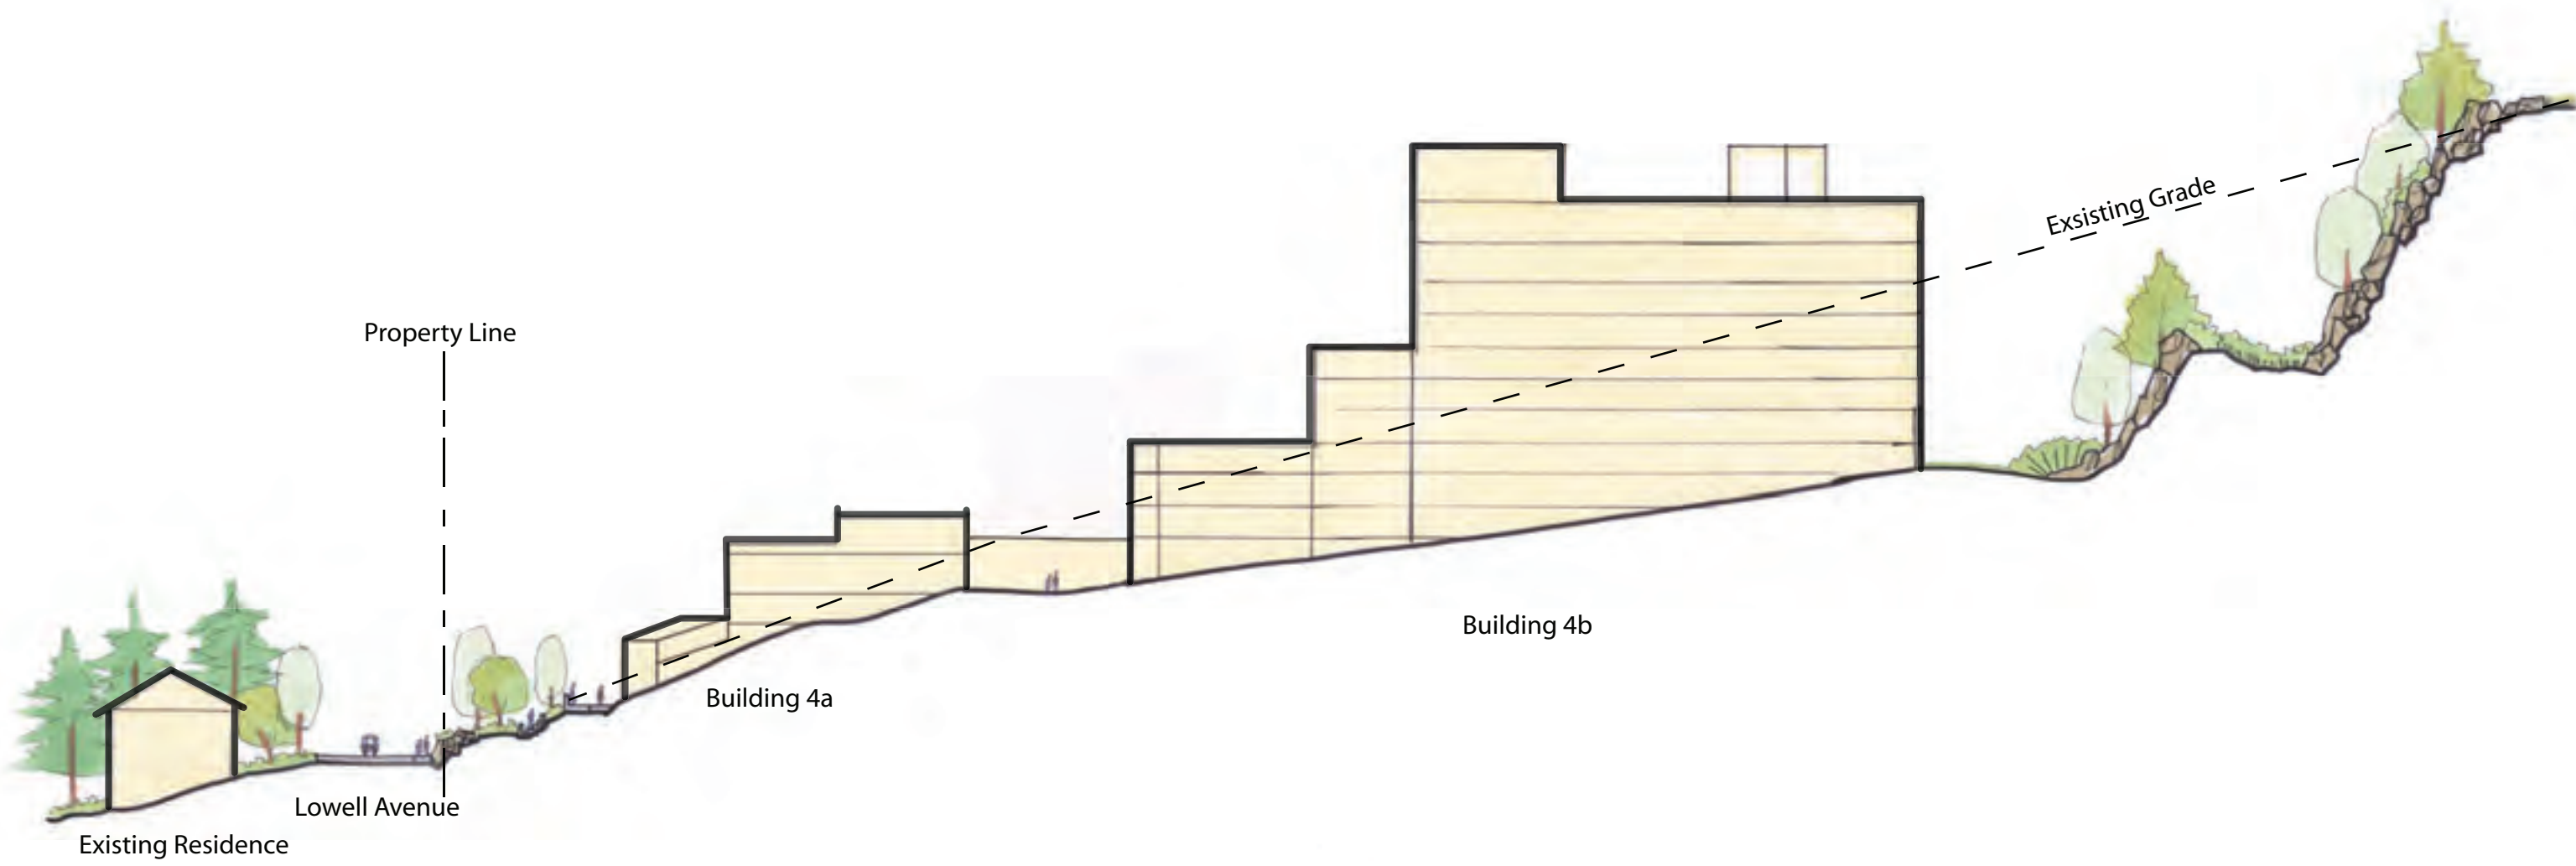 Exsisting Grade
Property Line
Building 4b
Building 4a
Lowell Avenue
Existing Residence